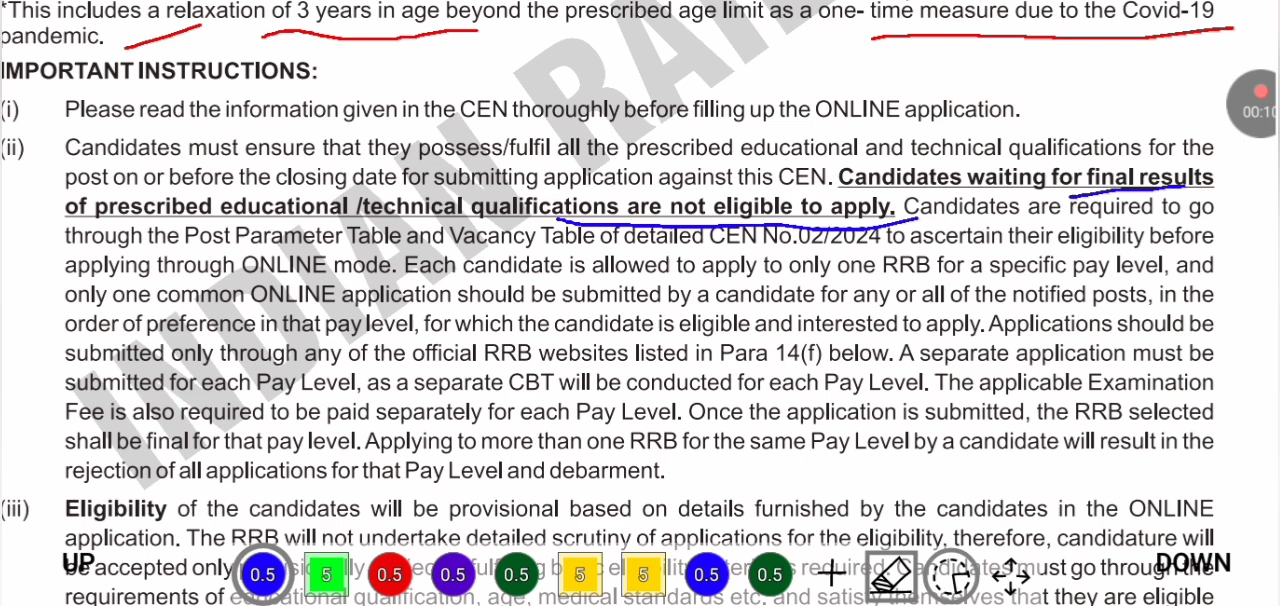 *This includes a relaxation of 3 years in age beyond the prescribed age limit as a one- time measure due to the Covid-19
pandemic.
IMPORTANT INSTRUCTIONS:
(i) Please read the information given in the CEN thoroughly before filling up the ONLINE application.
00:10
(ii) Candidates must ensure that they possess/fulfil all the prescribed educational and technical qualifications for the
post on or before the closing date for submitting application against this CEN. Candidates waiting for final results
of prescribed educational /technical qualifications are not eligible to apply. Candidates are required to go
through the Post Parameter Table and Vacancy Table of detailed CEN No.02/2024 to ascertain their eligibility before
applying through ONLINE mode. Each candidate is allowed to apply to only one RRB for a specific pay level, and
only one common ONLINE application should be submitted by a candidate for any or all of the notified posts, in the
order of preference in that pay level, for which the candidate is eligible and interested to apply. Applications should be
submitted only through any of the official RRB websites listed in Para 14(f) below. A separate application must be
submitted for each Pay Level, as a separate CBT will be conducted for each Pay Level. The applicable Examination
Fee is also required to be paid separately for each Pay Level. Once the application is submitted, the RRB selected
shall be final for that pay level. Applying to more than one RRB for the same Pay Level by a candidate will result in the
rejection of all applications for that Pay Level and debarment.
(iii) Eligibility of the candidates will be provisional based on details furnished by the candidates in the ONLINE
application. The RRB will not undertake detailed scrutiny of applications for the eligibility, therefore, candidature will
be accepted only required. must go through the
requirements of educational qualification, age, medical standards etc. and satisfy themselves that they are eligible
UP 0.5 5 0.5 0.5 0.5 5 5 0.5 0.5 DOWN
INDIAN RAIL